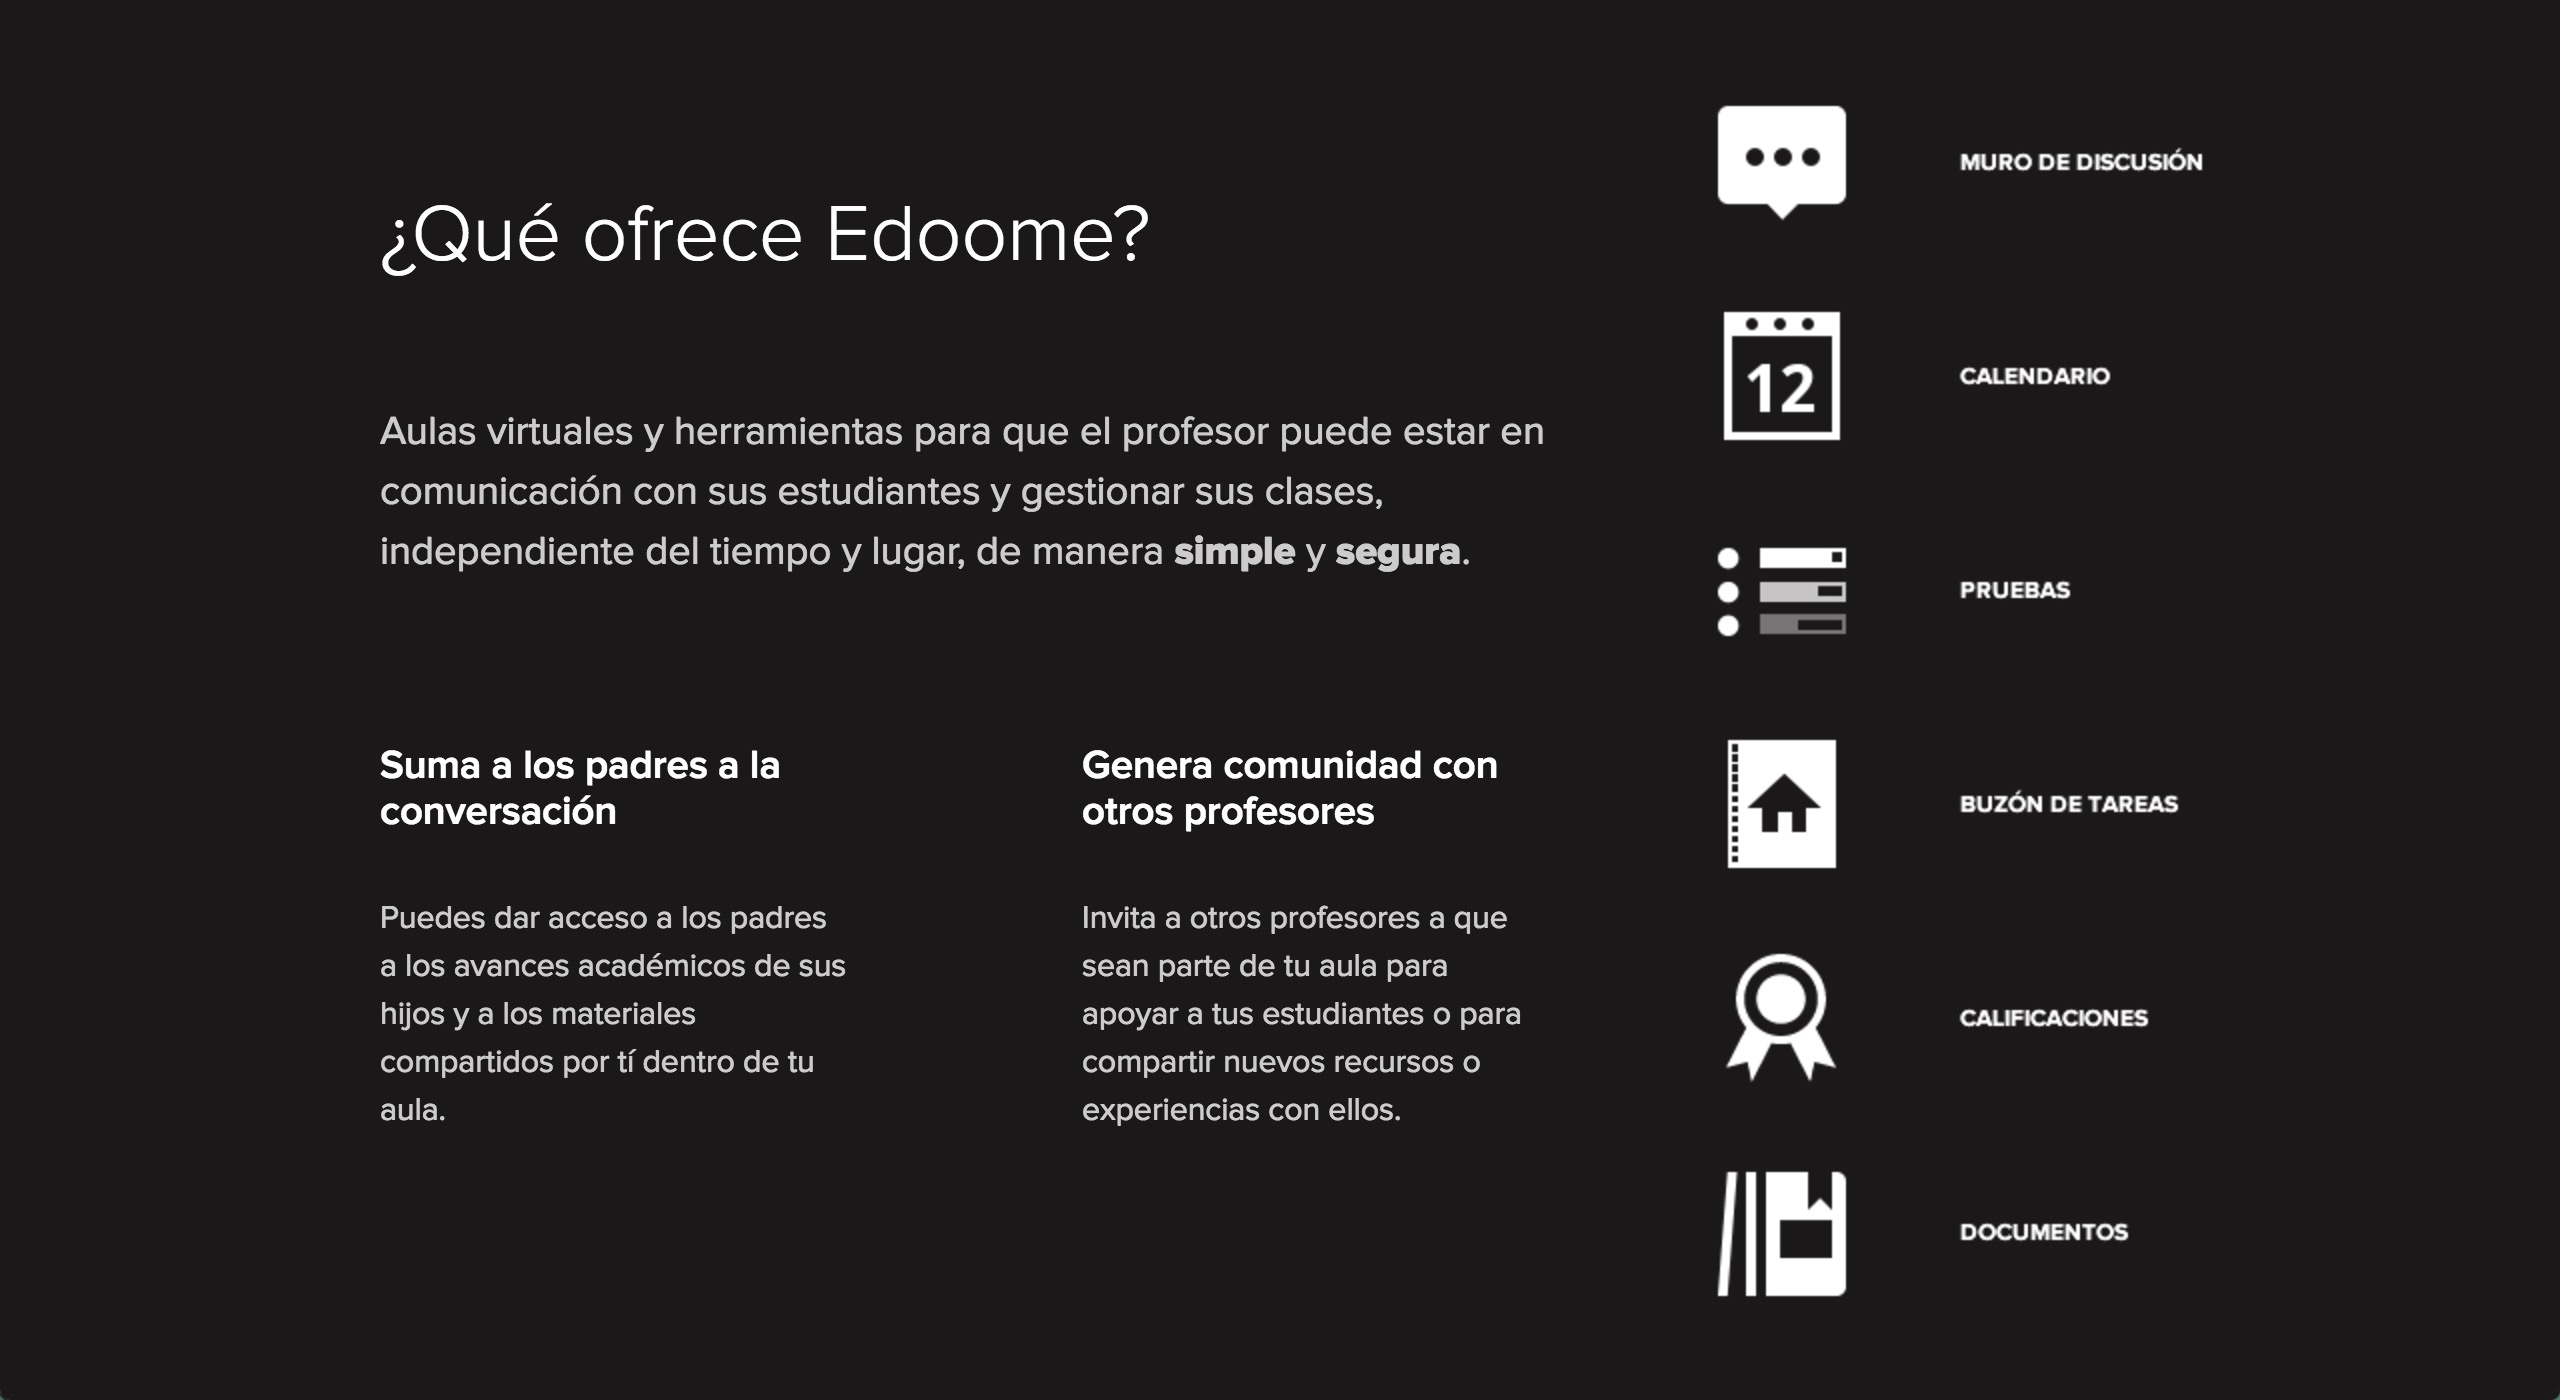 ¿Qué ofrece Edoome?
Aulas virtuales y herramientas para que el profesor puede estar en
comunicación con sus estudiantes y gestionar sus clases,
independiente del tiempo y lugar, de manera simple y segura.
Suma a los padres a la
conversación
Puedes dar acceso a los padres
a los avances académicos de sus
hijos y a los materiales
compartidos por tí dentro de tu
aula.
Genera comunidad con
otros profesores
Invita a otros profesores a que
sean parte de tu aula para
apoyar a tus estudiantes o para
compartir nuevos recursos o
experiencias con ellos.
MURO DE DISCUSIÓN
12
CALENDARIO
PRUEBAS
BUZÓN DE TAREAS
CALIFICACIONES
DOCUMENTOS